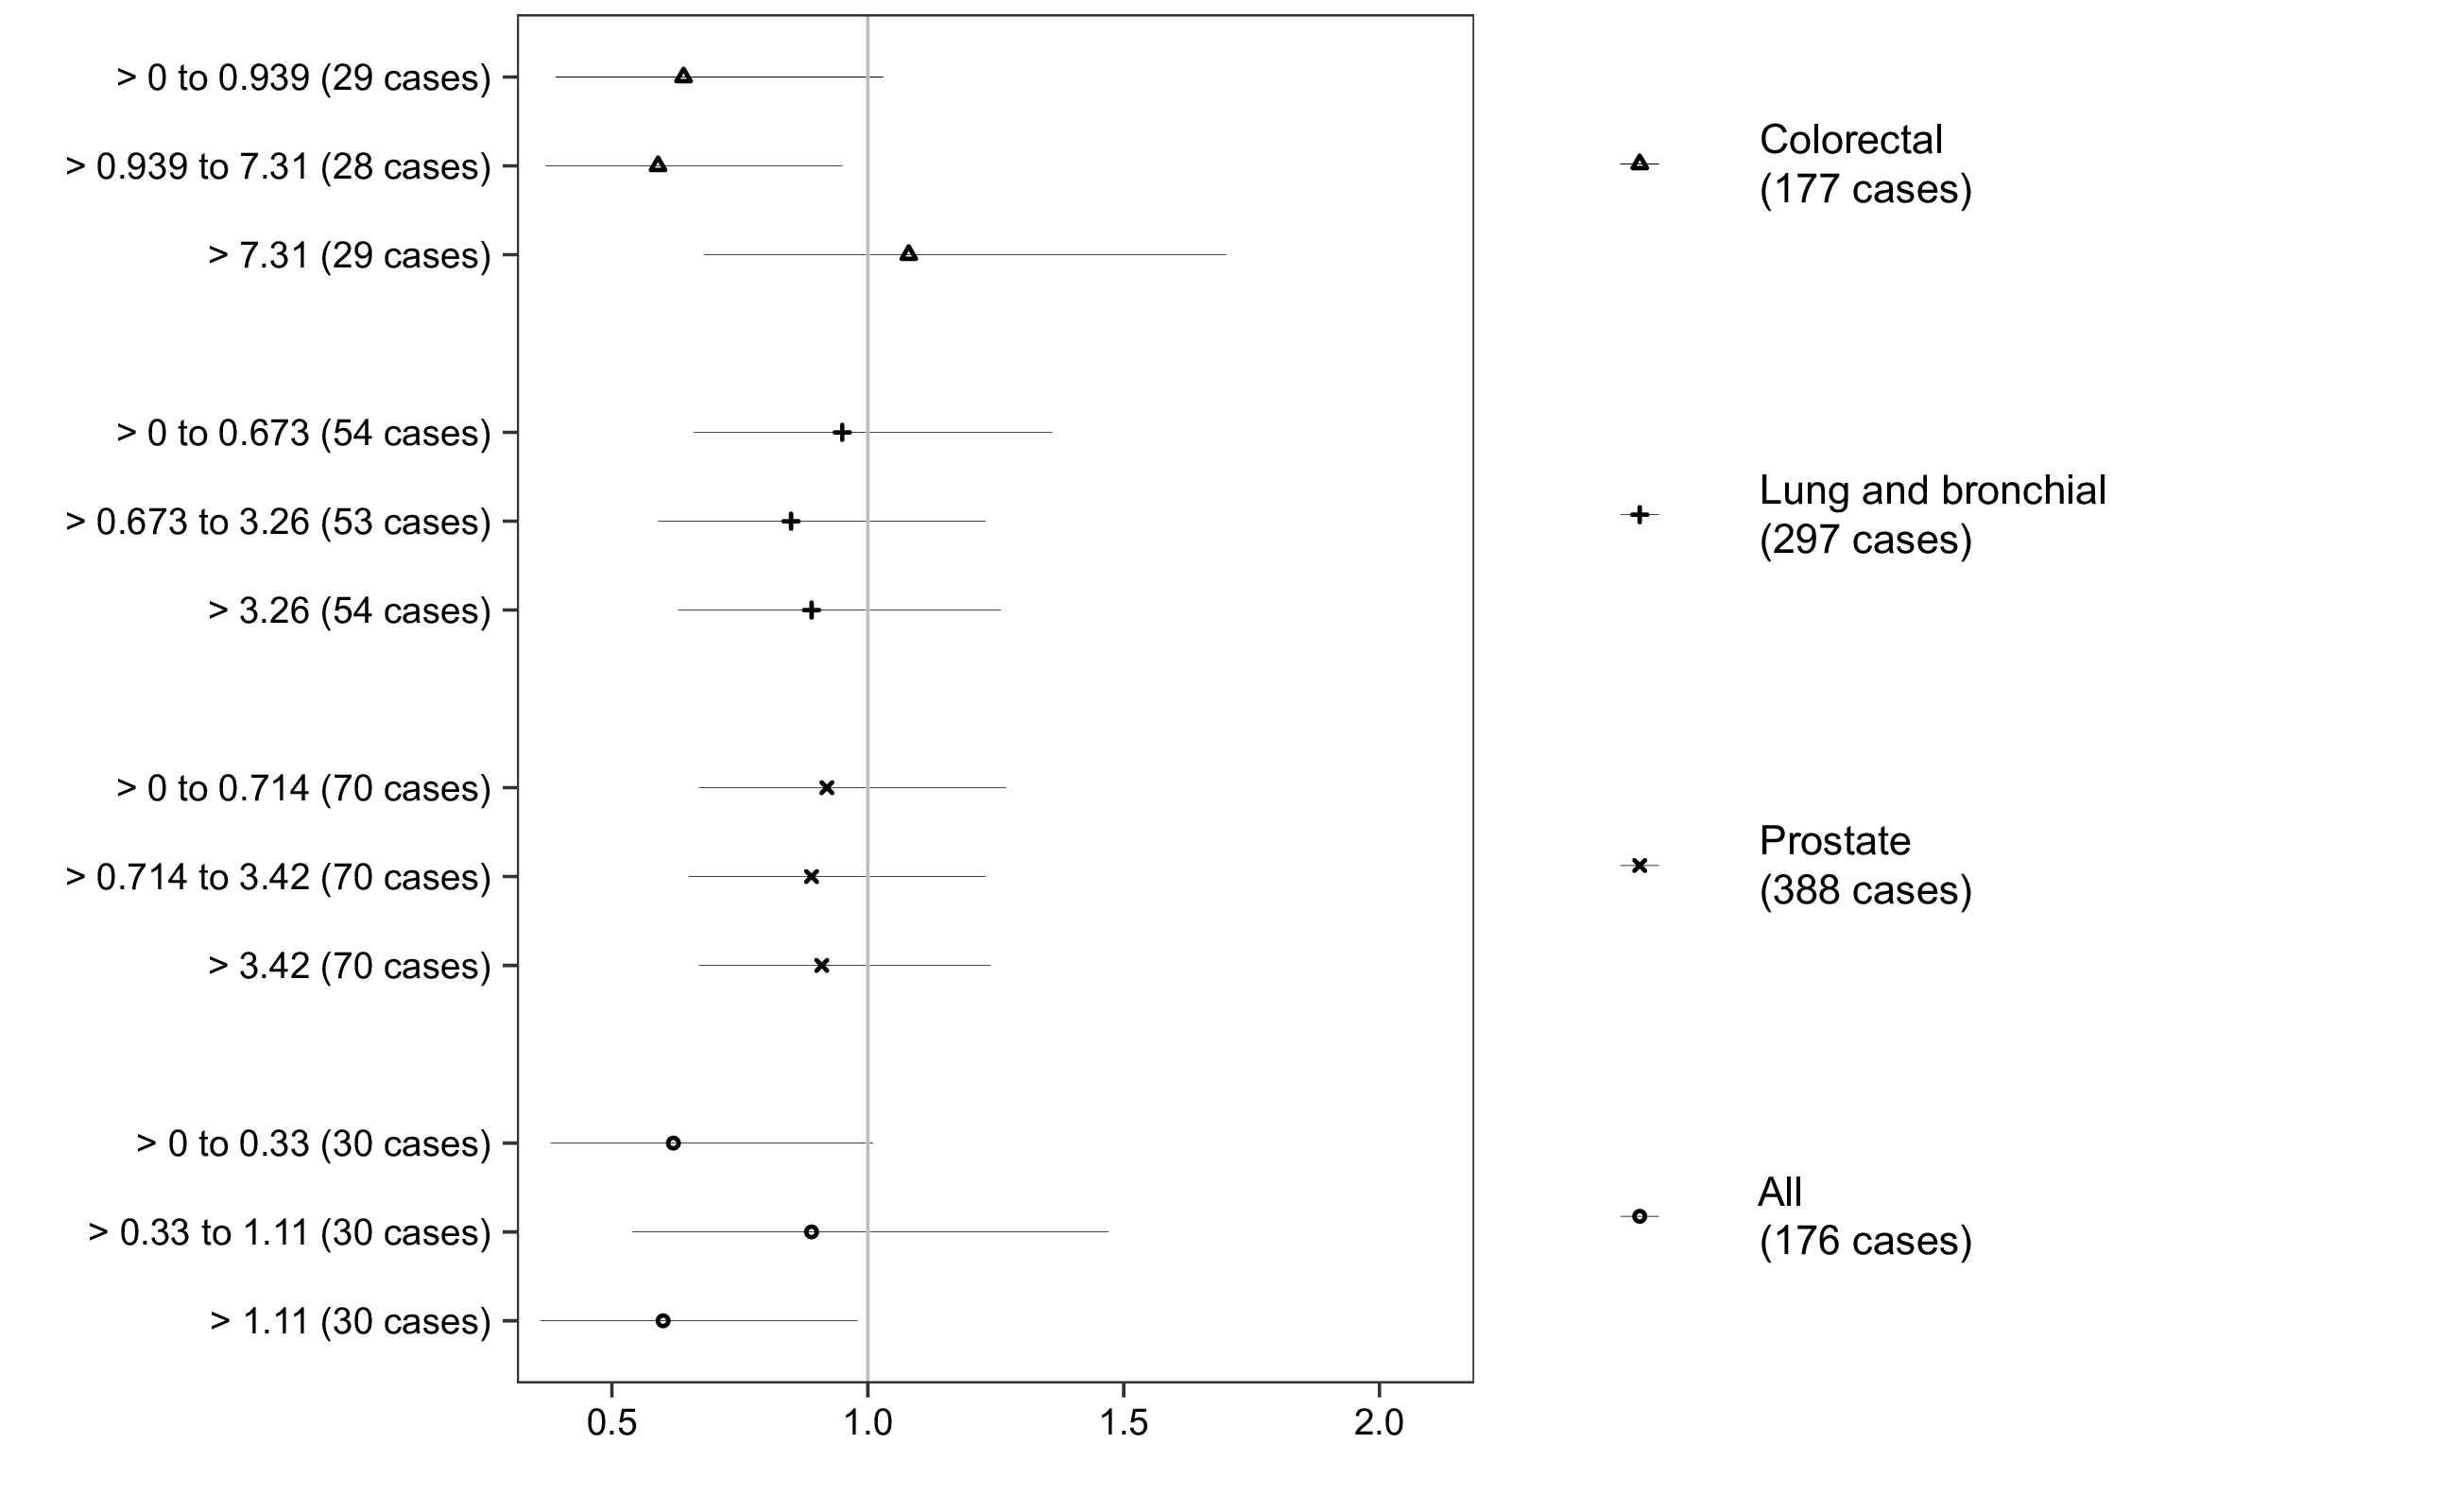 > 0 to 0.939 (29 cases)
> 0.939 to 7.31 (28 cases)
> 7.31 (29 cases)
> 0 to 0.673 (54 cases)
> 0.673 to 3.26 (53 cases)
> 3.26 (54 cases)
> 0 to 0.714 (70 cases)
> 0.714 to 3.42 (70 cases)
> 3.42 (70 cases)
> 0 to 0.33 (30 cases)
> 0.33 to 1.11 (30 cases)
> 1.11 (30 cases)
0.5 1.0 1.5 2.0
Colorectal
(177 cases)
Lung and bronchial
(297 cases)
Prostate
(388 cases)
All
(176 cases)